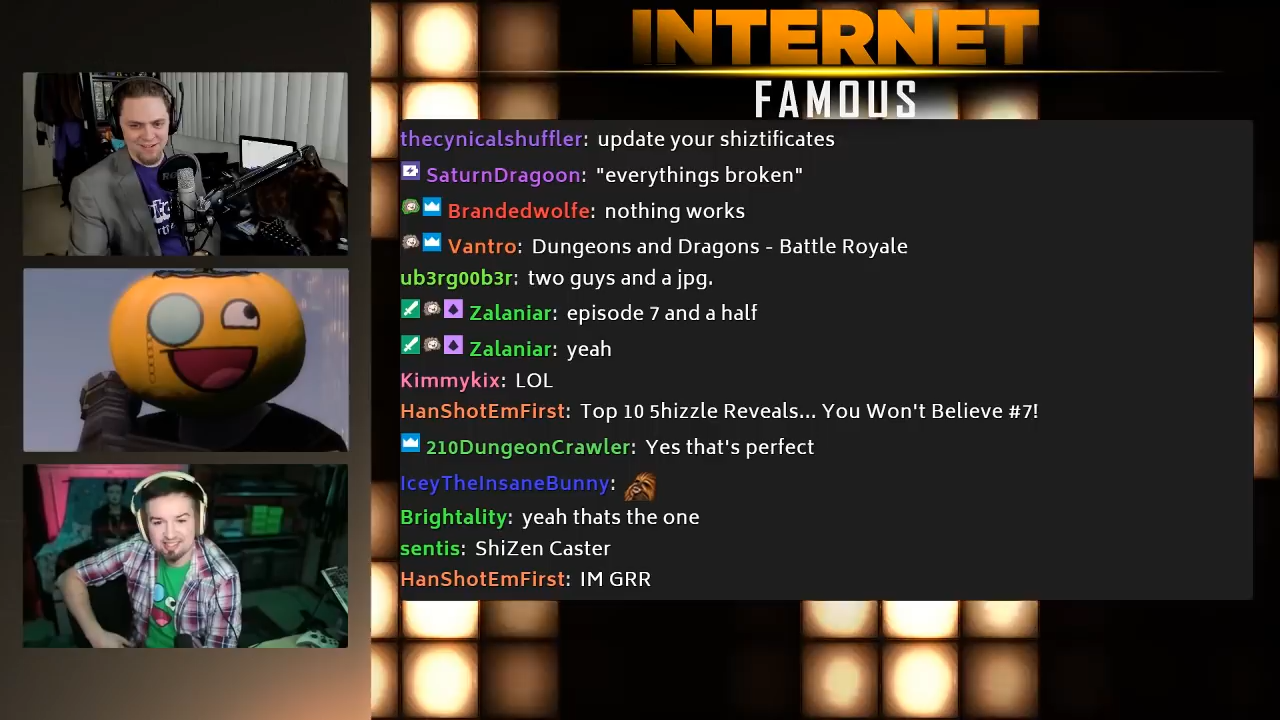 INTERNET
FAMOUS
thecynicalshuffler: update your shiztificates
SaturnDragoon: "everythings broken"
Brandedwolfe: nothing works
Vantro: Dungeons and Dragons - Battle Royale
ub3rg00b3r: two guys and a jpg.
Zalaniar: episode 7 and a half
Zalaniar: yeah
Kimmykix: LOL
HanShotEmFirst: Top 10 5hizzle Reveals... You Won't Believe #7!
210DungeonCrawler: Yes that's perfect
IceyTheInsaneBunny:
Brightality: yeah thats the one
sentis: ShiZen Caster
HanShotEmFirst: IM GRR